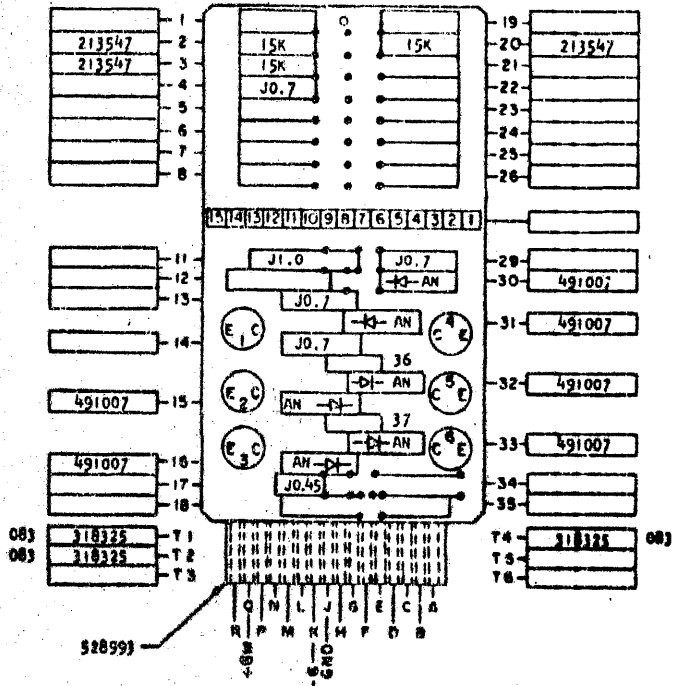 1 19
213547 2 15K 15K 20 213547
213547 3 15K 21
4 J0.7 22
5 23
6 24
7 25
8 26
15 14 13 12 11 10 9 8 7 6 5 4 3 2 1
11 J1.0 J0.7 29
12 AN 30 491007
13 J0.7
E 1 C AN C 4 E 31 491007
14 J0.7
36
E 2 C AN C 5 E 32 491007
491007 15 AN
37
E 3 C AN C 6 E 33 491007
491007 16 AN
17 J0.45 34
18 35
083 318325 T1 T4 318325 083
083 318325 T2 T5
T3 T6
528993
R Q P N M L K J H G F E D C B A
GND